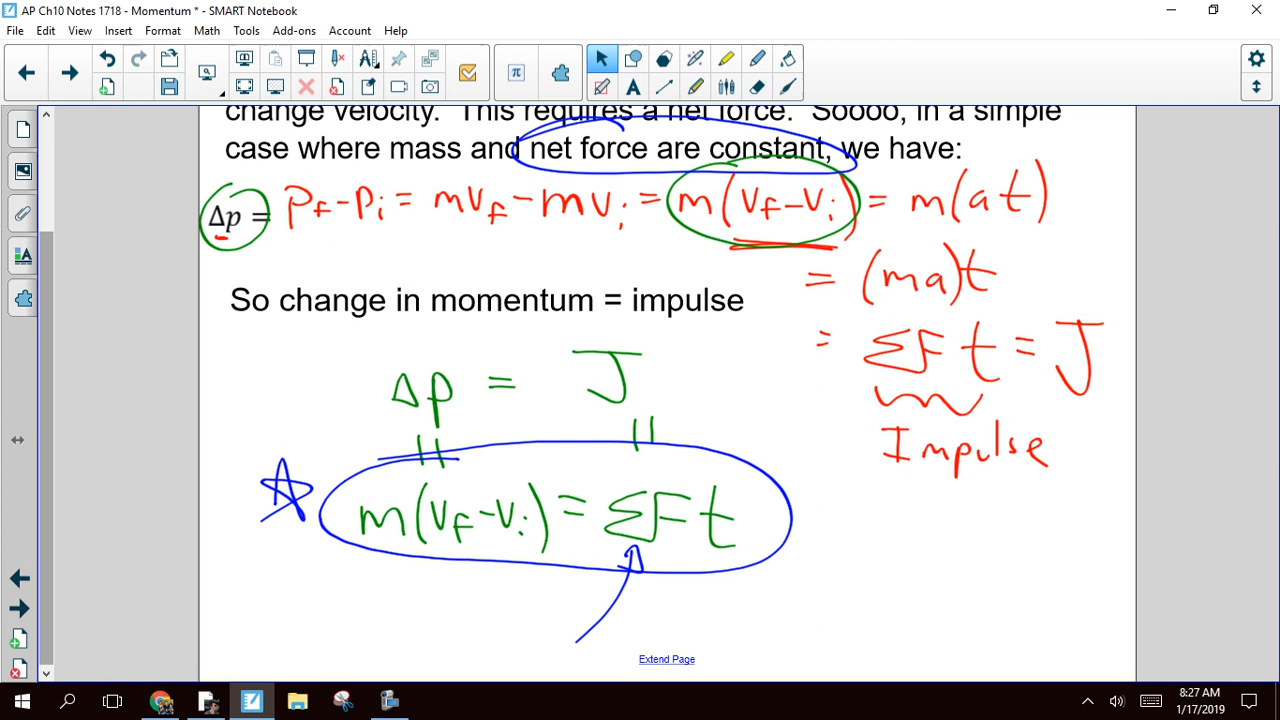 AP Ch10 Notes 1718 - Momentum * - SMART Notebook
File Edit View Insert Format Math Tools Add-ons Account Help
change velocity. This requires a net force. Soooo, in a simple
case where mass and net force are constant, we have:
Δp = pf - pi = mvf - mvi = m(vf - vi) = m(at)
= (ma)t
So change in momentum = impulse
= ΣF t = J
Impulse
Δp = J
m(vf - vi) = ΣF t
Extend Page
8:27 AM
1/17/2019